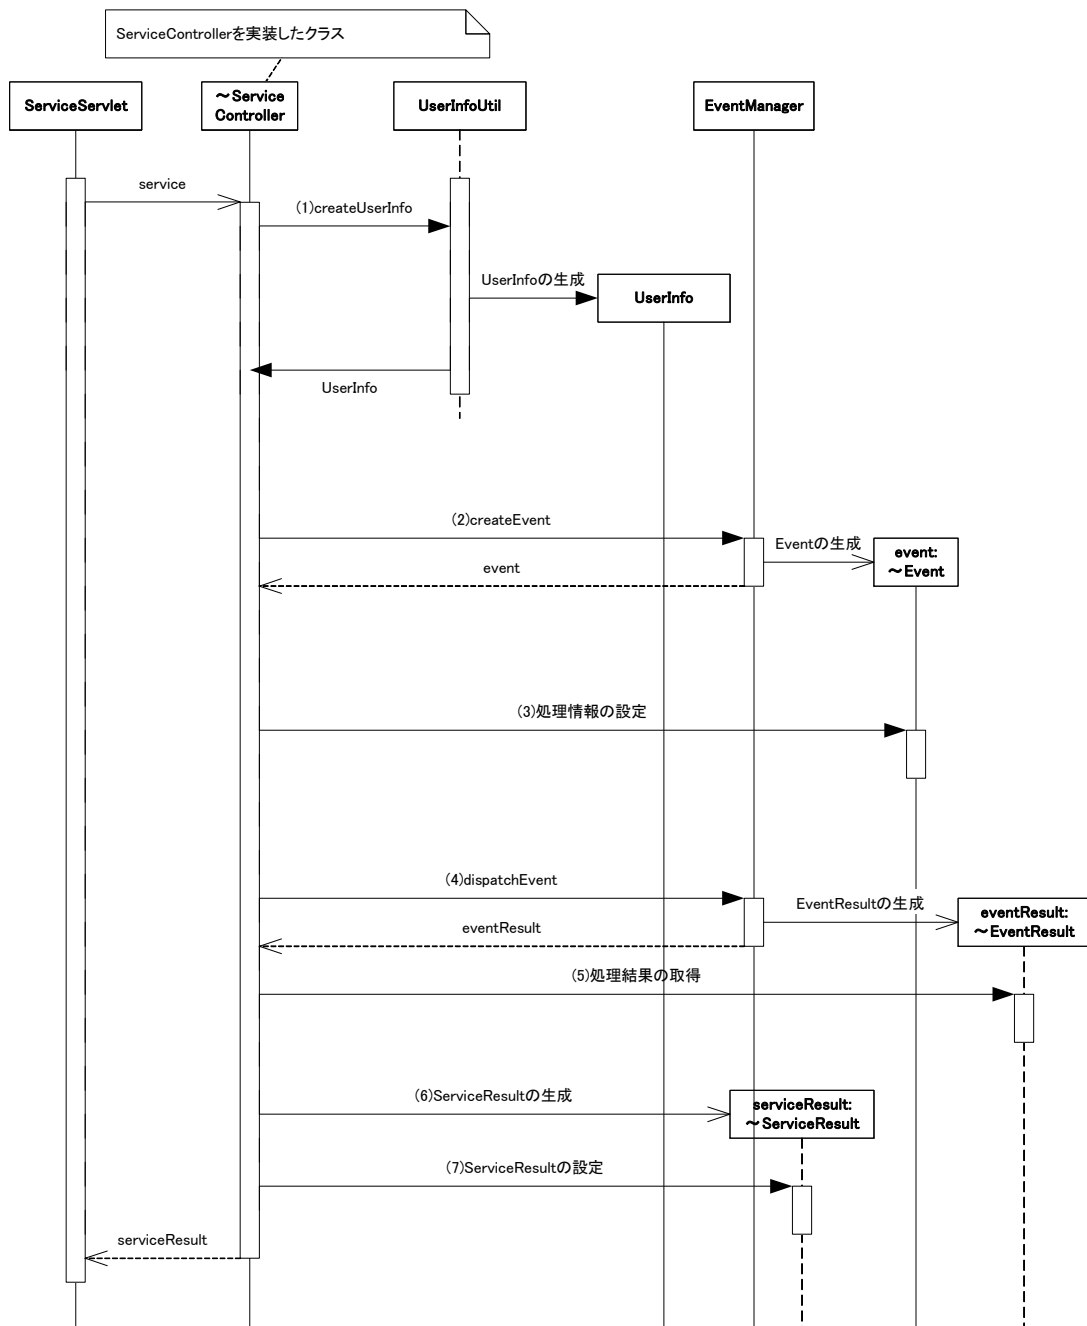 ServiceControllerを実装したクラス
ServiceServlet
～Service
Controller
UserInfoUtil
EventManager
service
(1)createUserInfo
UserInfoの生成
UserInfo
UserInfo
(2)createEvent
Eventの生成
event:
～Event
event
(3)処理情報の設定
(4)dispatchEvent
EventResultの生成
eventResult:
～EventResult
eventResult
(5)処理結果の取得
(6)ServiceResultの生成
serviceResult:
～ServiceResult
(7)ServiceResultの設定
serviceResult